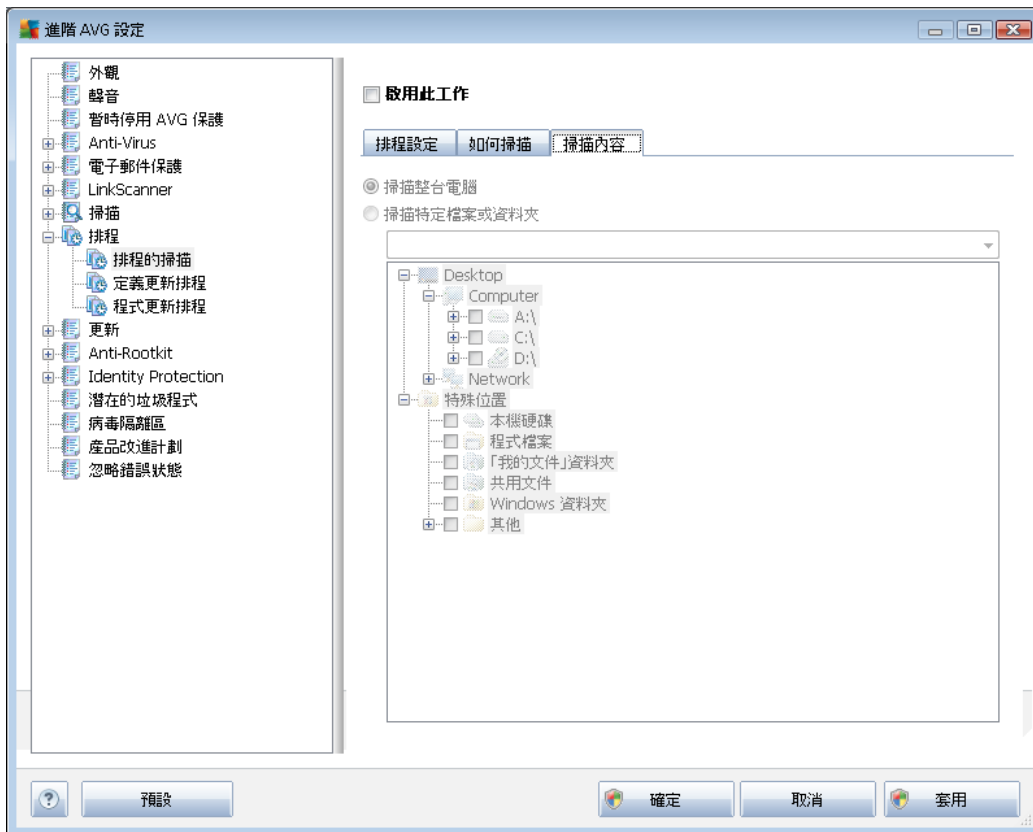 進階 AVG 設定
外觀
聲音
暫時停用 AVG 保護
Anti-Virus
電子郵件保護
LinkScanner
掃描
排程
排程的掃描
定義更新排程
程式更新排程
更新
Anti-Rootkit
Identity Protection
潛在的垃圾程式
病毒隔離區
產品改進計劃
忽略錯誤狀態
啟用此工作
排程設定 如何掃描 掃描內容
掃描整台電腦
掃描特定檔案或資料夾
Desktop
Computer
A:\
C:\
D:\
Network
特殊位置
本機硬碟
程式檔案
「我的文件」資料夾
共用文件
Windows 資料夾
其他
? 預設 確定 取消 套用